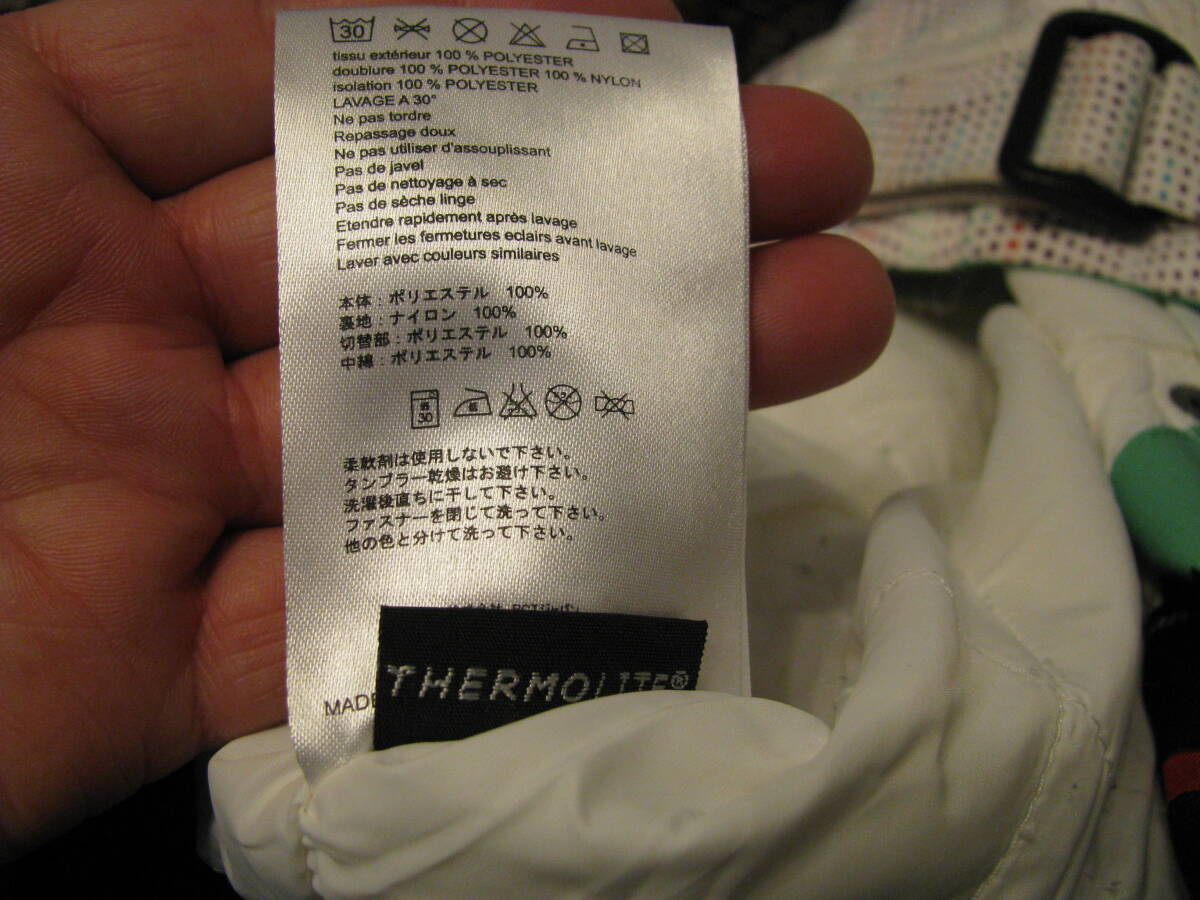 30
tissu extérieur 100 % POLYESTER
doublure 100 % POLYESTER 100 % NYLON
isolation 100 % POLYESTER
LAVAGE A 30°
Ne pas tordre
Repassage doux
Ne pas utiliser d'assouplissant
Pas de javel
Pas de nettoyage à sec
Pas de sèche linge
Etendre rapidement après lavage
Fermer les fermetures eclairs avant lavage
Laver avec couleurs similaires
本体：ポリエステル 100%
裏地：ナイロン 100%
切替部：ポリエステル 100%
中綿：ポリエステル 100%
30 低
柔軟剤は使用しないで下さい。
タンブラー乾燥はお避け下さい。
洗濯後直ちに干して下さい。
ファスナーを閉じて洗って下さい。
他の色と分けて洗って下さい。
THERMOLITE®
MADE